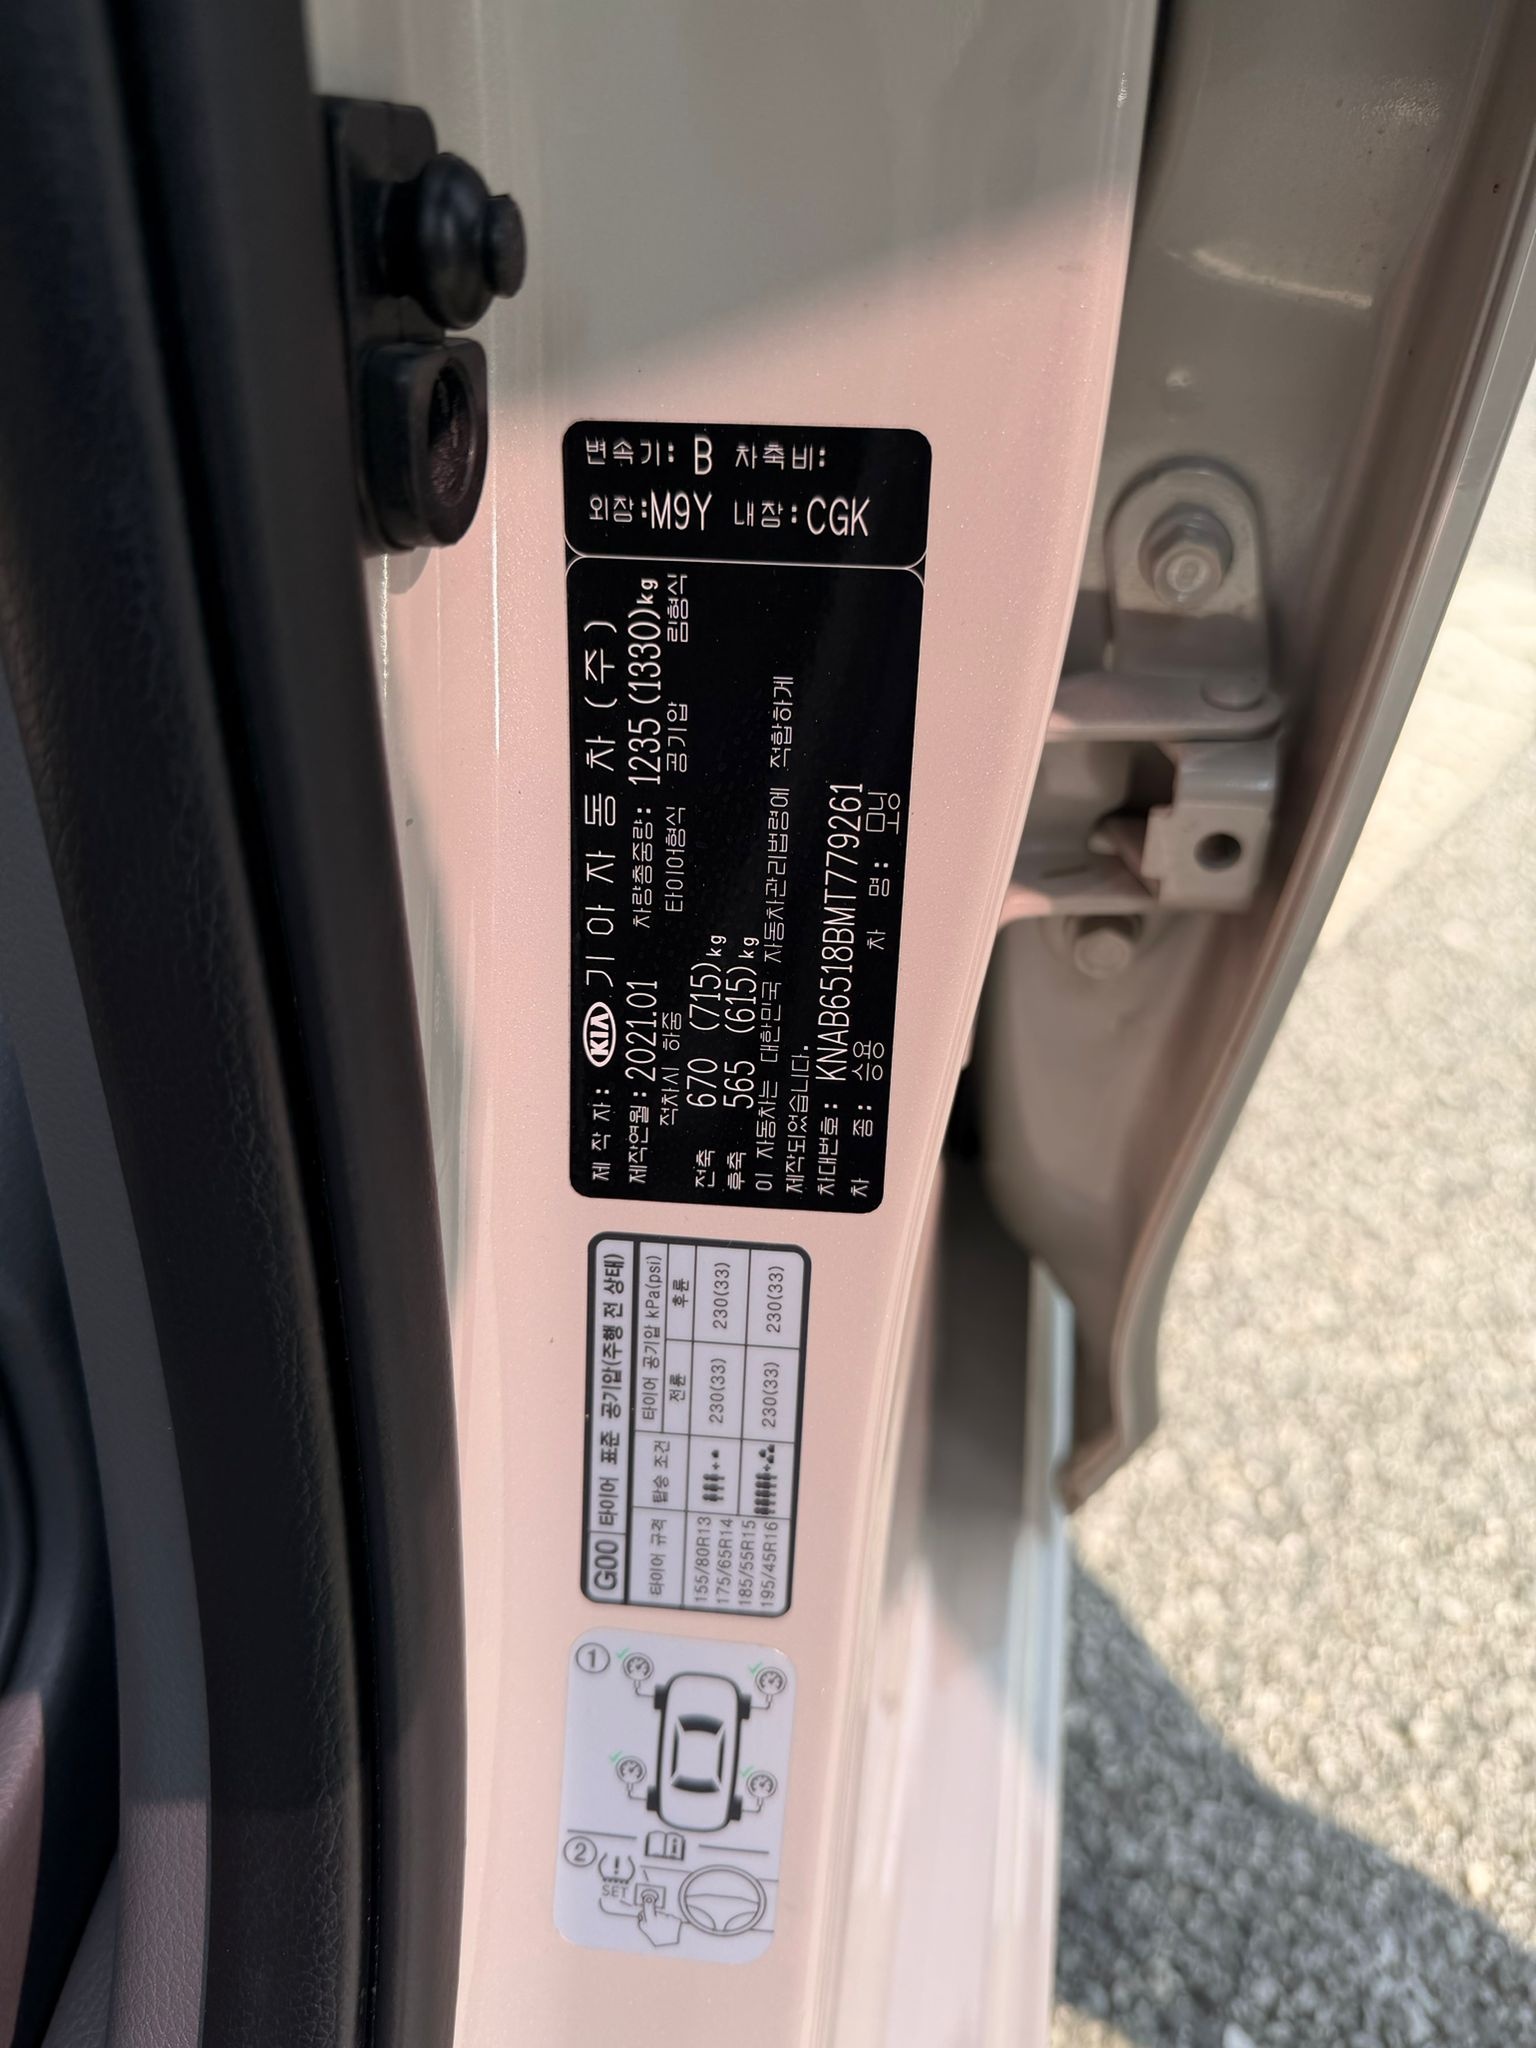 변속기: B 차축비:
외장:M9Y 내장:CGK
제 작 자: KIA 기 아 자 동 차 ( 주 )
제작연월: 2021.01 차량총중량: 1235 (1330)kg
적차시 하중 타이어형식 공기압 림형식
전축 670 (715)kg
후축 565 (615)kg
이 자동차는 대한민국 자동차관리법령에 적합하게
제작되었습니다.
차대번호: KNAB6518BMT779261
차 종: 승용 차 명: 모닝
G00 타이어 표준 공기압(주행 전 상태)
타이어 규격 탑승 조건 타이어 공기압 kPa(psi)
전륜 후륜
155/80R13
175/65R14
185/55R15
195/45R16
230(33) 230(33)
230(33) 230(33)
1
2
SET